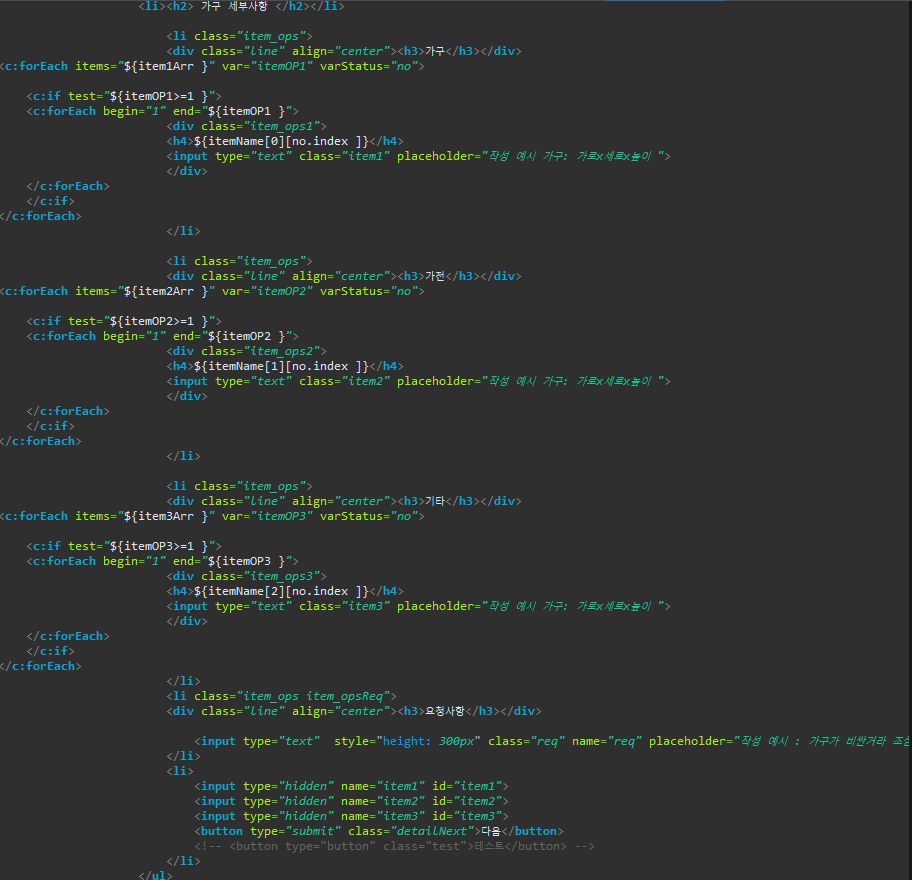 <li><h2> 가구 세부사항 </h2></li>
<li class="item_ops">
<div class="line" align="center"><h3>가구</h3></div>
<c:forEach items="${item1Arr }" var="itemOP1" varStatus="no">
<c:if test="${itemOP1>=1 }">
<c:forEach begin="1" end="${itemOP1 }">
<div class="item_ops1">
<h4>${itemName[0][no.index ]}</h4>
<input type="text" class="item1" placeholder="작성 예시 가구: 가로x세로x높이 ">
</div>
</c:forEach>
</c:if>
</c:forEach>
</li>
<li class="item_ops">
<div class="line" align="center"><h3>가전</h3></div>
<c:forEach items="${item2Arr }" var="itemOP2" varStatus="no">
<c:if test="${itemOP2>=1 }">
<c:forEach begin="1" end="${itemOP2 }">
<div class="item_ops2">
<h4>${itemName[1][no.index ]}</h4>
<input type="text" class="item2" placeholder="작성 예시 가구: 가로x세로x높이 ">
</div>
</c:forEach>
</c:if>
</c:forEach>
</li>
<li class="item_ops">
<div class="line" align="center"><h3>기타</h3></div>
<c:forEach items="${item3Arr }" var="itemOP3" varStatus="no">
<c:if test="${itemOP3>=1 }">
<c:forEach begin="1" end="${itemOP3 }">
<div class="item_ops3">
<h4>${itemName[2][no.index ]}</h4>
<input type="text" class="item3" placeholder="작성 예시 가구: 가로x세로x높이 ">
</div>
</c:forEach>
</c:if>
</c:forEach>
</li>
<li class="item_ops item_opsReq">
<div class="line" align="center"><h3>요청사항</h3></div>
<input type="text"  style="height: 300px" class="req" name="req" placeholder="작성 예시 : 가구가 비싼거라 조심
</li>
<li>
<input type="hidden" name="item1" id="item1">
<input type="hidden" name="item2" id="item2">
<input type="hidden" name="item3" id="item3">
<button type="submit" class="detailNext">다음</button>
<!-- <button type="button" class="test">테스트</button> -->
</li>
</ul>